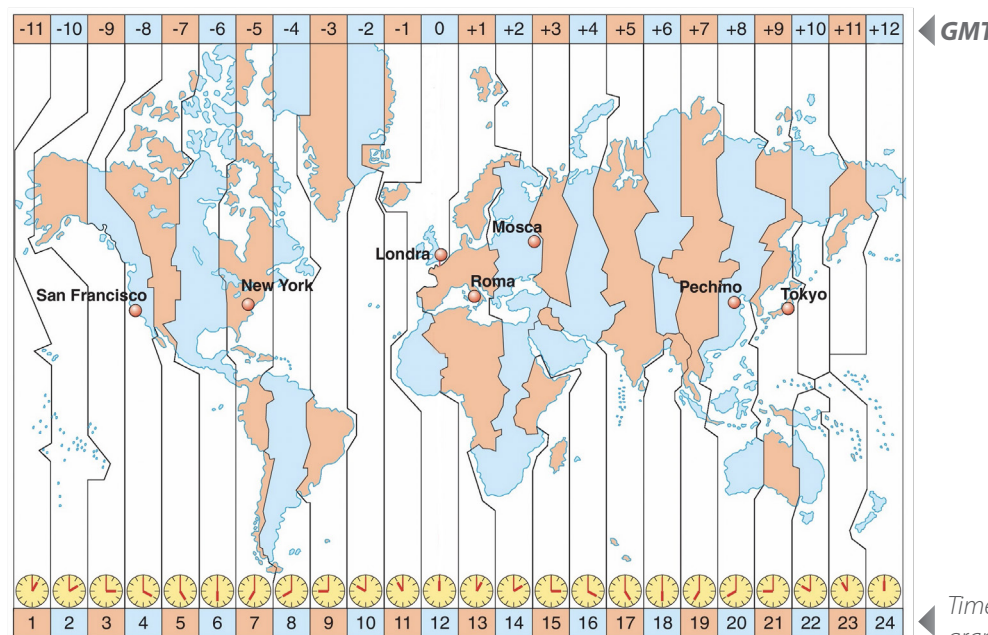 -11 -10 -9 -8 -7 -6 -5 -4 -3 -2 -1 0 +1 +2 +3 +4 +5 +6 +7 +8 +9 +10 +11 +12
Mosca
Londra
Roma
New York
Pechino
San Francisco
Tokyo
1 2 3 4 5 6 7 8 9 10 11 12 13 14 15 16 17 18 19 20 21 22 23 24
GMT
Time